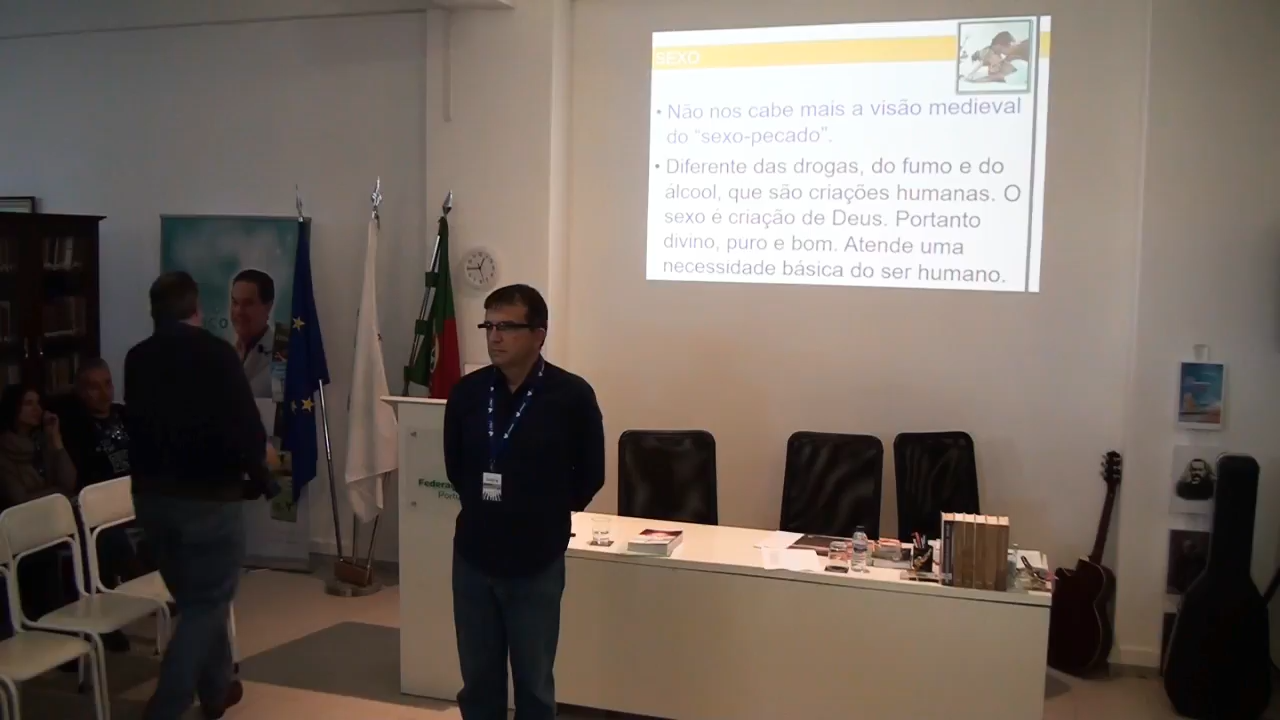 SEXO
• Não nos cabe mais a visão medieval
do “sexo-pecado”.
• Diferente das drogas, do fumo e do
álcool, que são criações humanas. O
sexo é criação de Deus. Portanto
divino, puro e bom. Atende uma
necessidade básica do ser humano.